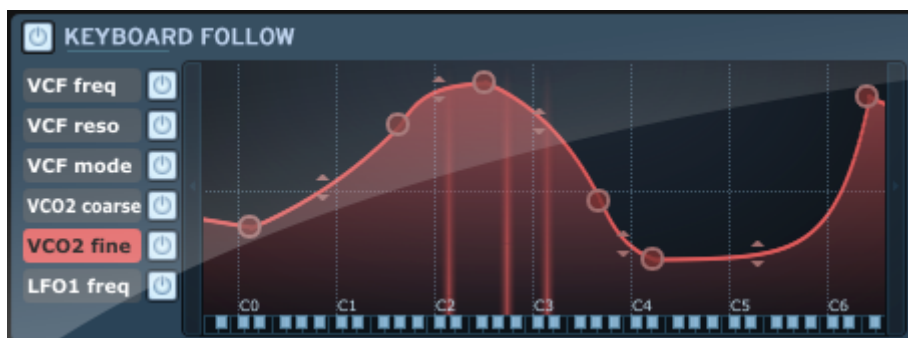 KEYBOARD FOLLOW
VCF freq
VCF reso
VCF mode
VCO2 coarse
VCO2 fine
LFO1 freq
C0 C1 C2 C3 C4 C5 C6